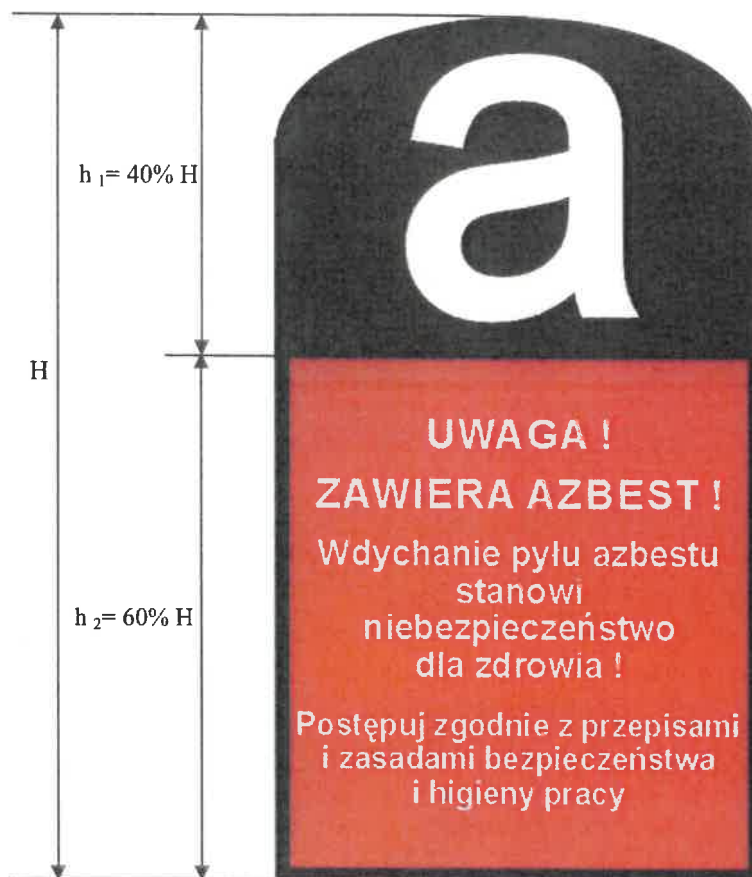 a
h 1= 40% H
H
UWAGA !
ZAWIERA AZBEST !
Wdychanie pyłu azbestu
stanowi
niebezpieczeństwo
dla zdrowia !
h 2= 60% H
Postępuj zgodnie z przepisami
i zasadami bezpieczeństwa
i higieny pracy